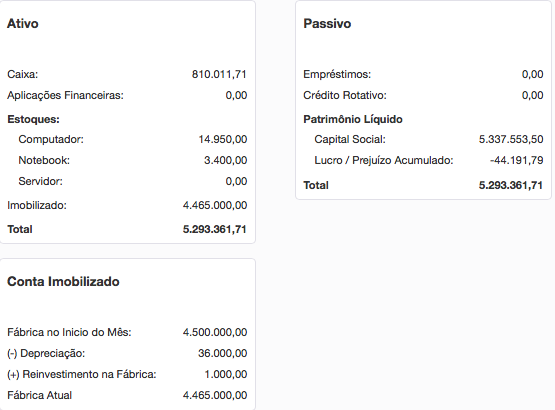 Ativo
Caixa: 810.011,71
Aplicações Financeiras: 0,00
Estoques:
Computador: 14.950,00
Notebook: 3.400,00
Servidor: 0,00
Imobilizado: 4.465.000,00
Total 5.293.361,71
Passivo
Empréstimos: 0,00
Crédito Rotativo: 0,00
Patrimônio Líquido
Capital Social: 5.337.553,50
Lucro / Prejuízo Acumulado: -44.191,79
Total 5.293.361,71
Conta Imobilizado
Fábrica no Inicio do Mês: 4.500.000,00
(-) Depreciação: 36.000,00
(+) Reinvestimento na Fábrica: 1.000,00
Fábrica Atual 4.465.000,00